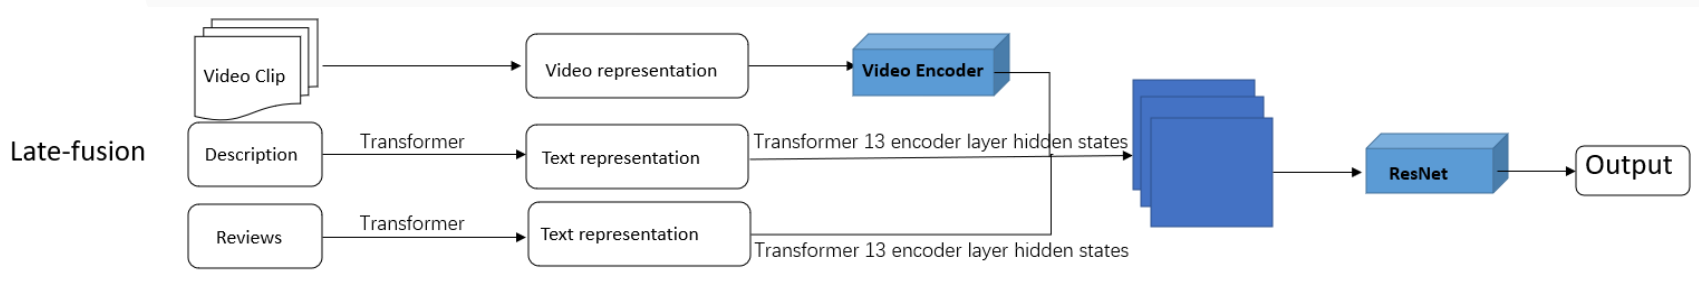 Late-fusion
Video Clip
Video representation
Video Encoder
Description
Transformer
Text representation
Transformer 13 encoder layer hidden states
Reviews
Transformer
Text representation
Transformer 13 encoder layer hidden states
ResNet
Output